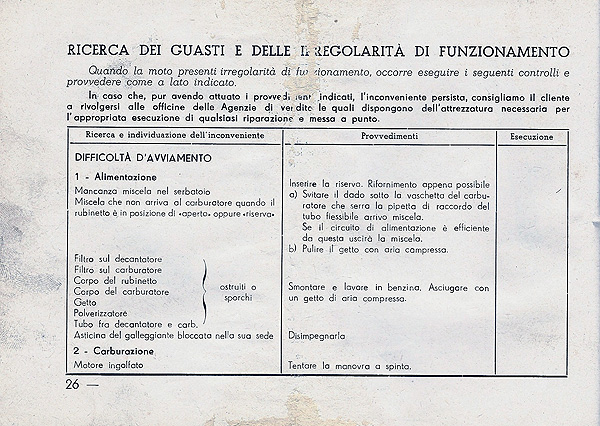 RICERCA DEI GUASTI E DELLE IRREGOLARITÀ DI FUNZIONAMENTO
Quando la moto presenti irregolarità di funzionamento, occorre eseguire i seguenti controlli e
provvedere come a lato indicato.
In caso che, pur avendo attuato i provvedimenti indicati, l'inconveniente persista, consigliamo il cliente
a rivolgersi alle officine delle Agenzie di vendita le quali dispongono dell'attrezzatura necessaria per
l'appropriata esecuzione di qualsiasi riparazione e messa a punto.
Ricerca e individuazione dell'inconveniente
Provvedimenti
Esecuzione
DIFFICOLTÀ D'AVVIAMENTO
1 - Alimentazione
Mancanza miscela nel serbatoio
Inserire la riserva. Rifornimento appena possibile
Miscela che non arriva al carburatore quando il
rubinetto è in posizione di «aperto» oppure «riserva»
a) Svitare il dado sotto la vaschetta del carbu-
ratore che serra la pipetta di raccordo del
tubo flessibile arrivo miscela.
Se il circuito di alimentazione è efficiente
da questa uscirà la miscela.
b) Pulire il getto con aria compressa.
Filtro sul decantatore
Filtro sul carburatore
Corpo del rubinetto
Corpo del carburatore
Getto
Polverizzatore
Tubo fra decantatore e carb.
ostruiti o
sporchi
Smontare e lavare in benzina. Asciugare con
un getto di aria compressa.
Asticina del galleggiante bloccata nella sua sede
Disimpegnarla
2 - Carburazione
Motore ingolfato
Tentare la manovra a spinta.
26 —